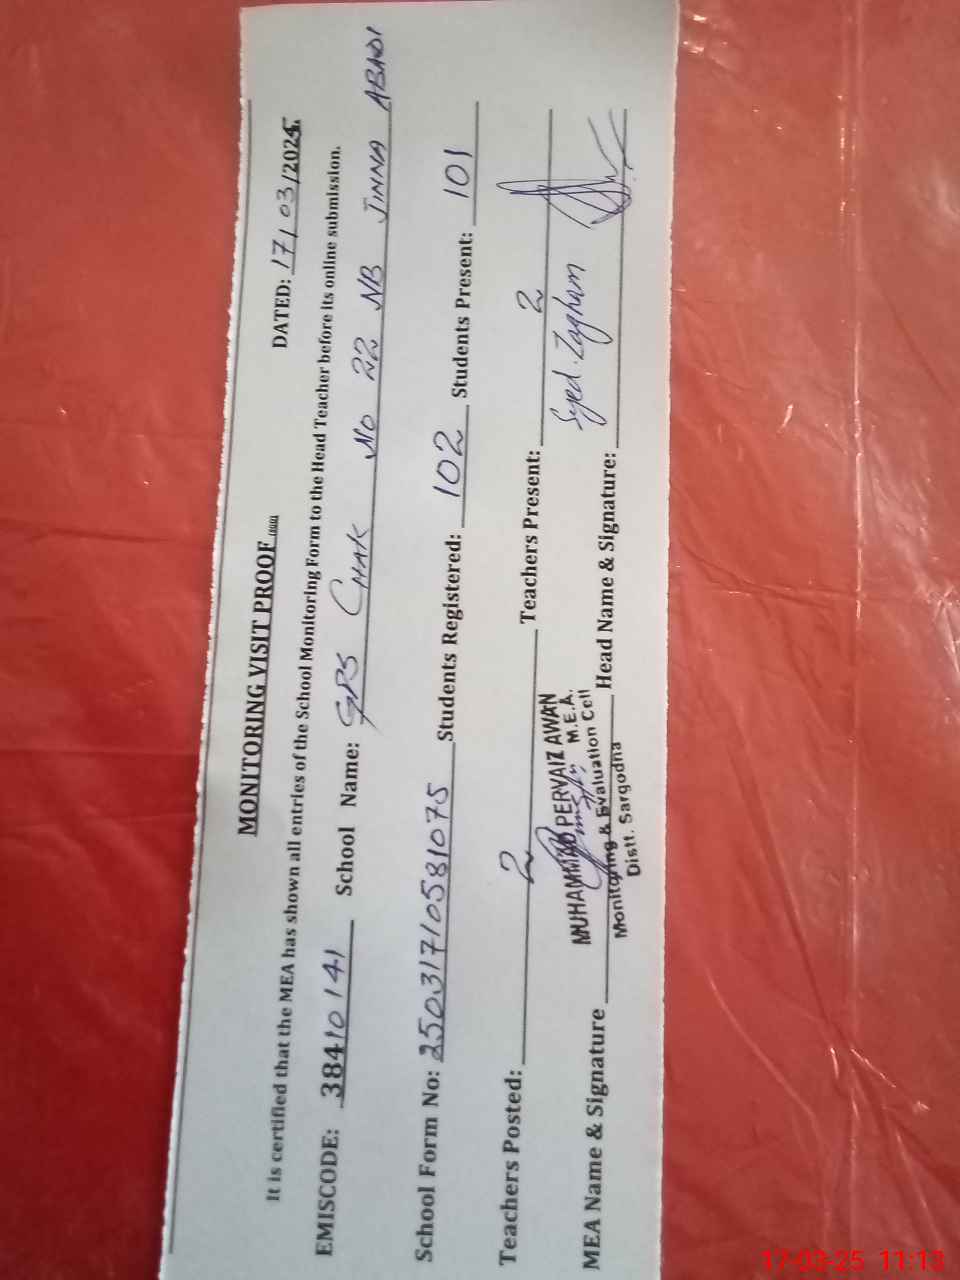 MONITORING VISIT PROOF
DATED: 17/03/2025.
It is certified that the MEA has shown all entries of the School Monitoring Form to the Head Teacher before its online submission.
EMISCODE: 38410141 School Name: GPS CHAK No 22 NB JINNA ABADI
School Form No: 25031710581075 Students Registered: 102 Students Present: 101
Teachers Posted: 2 Teachers Present: 2
MEA Name & Signature MUHAMMAD PERVAIZ AWAN Head Name & Signature: Syed Zagham
M.E.A.
Monitoring & Evaluation Cell
Distt. Sargodha
17-03-25 11:13